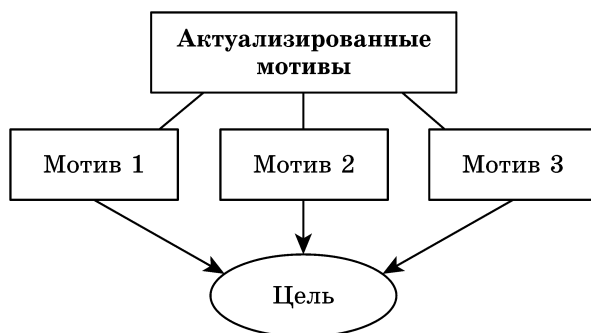 Актуализированные
мотивы
Мотив 1
Мотив 2
Мотив 3
Цель